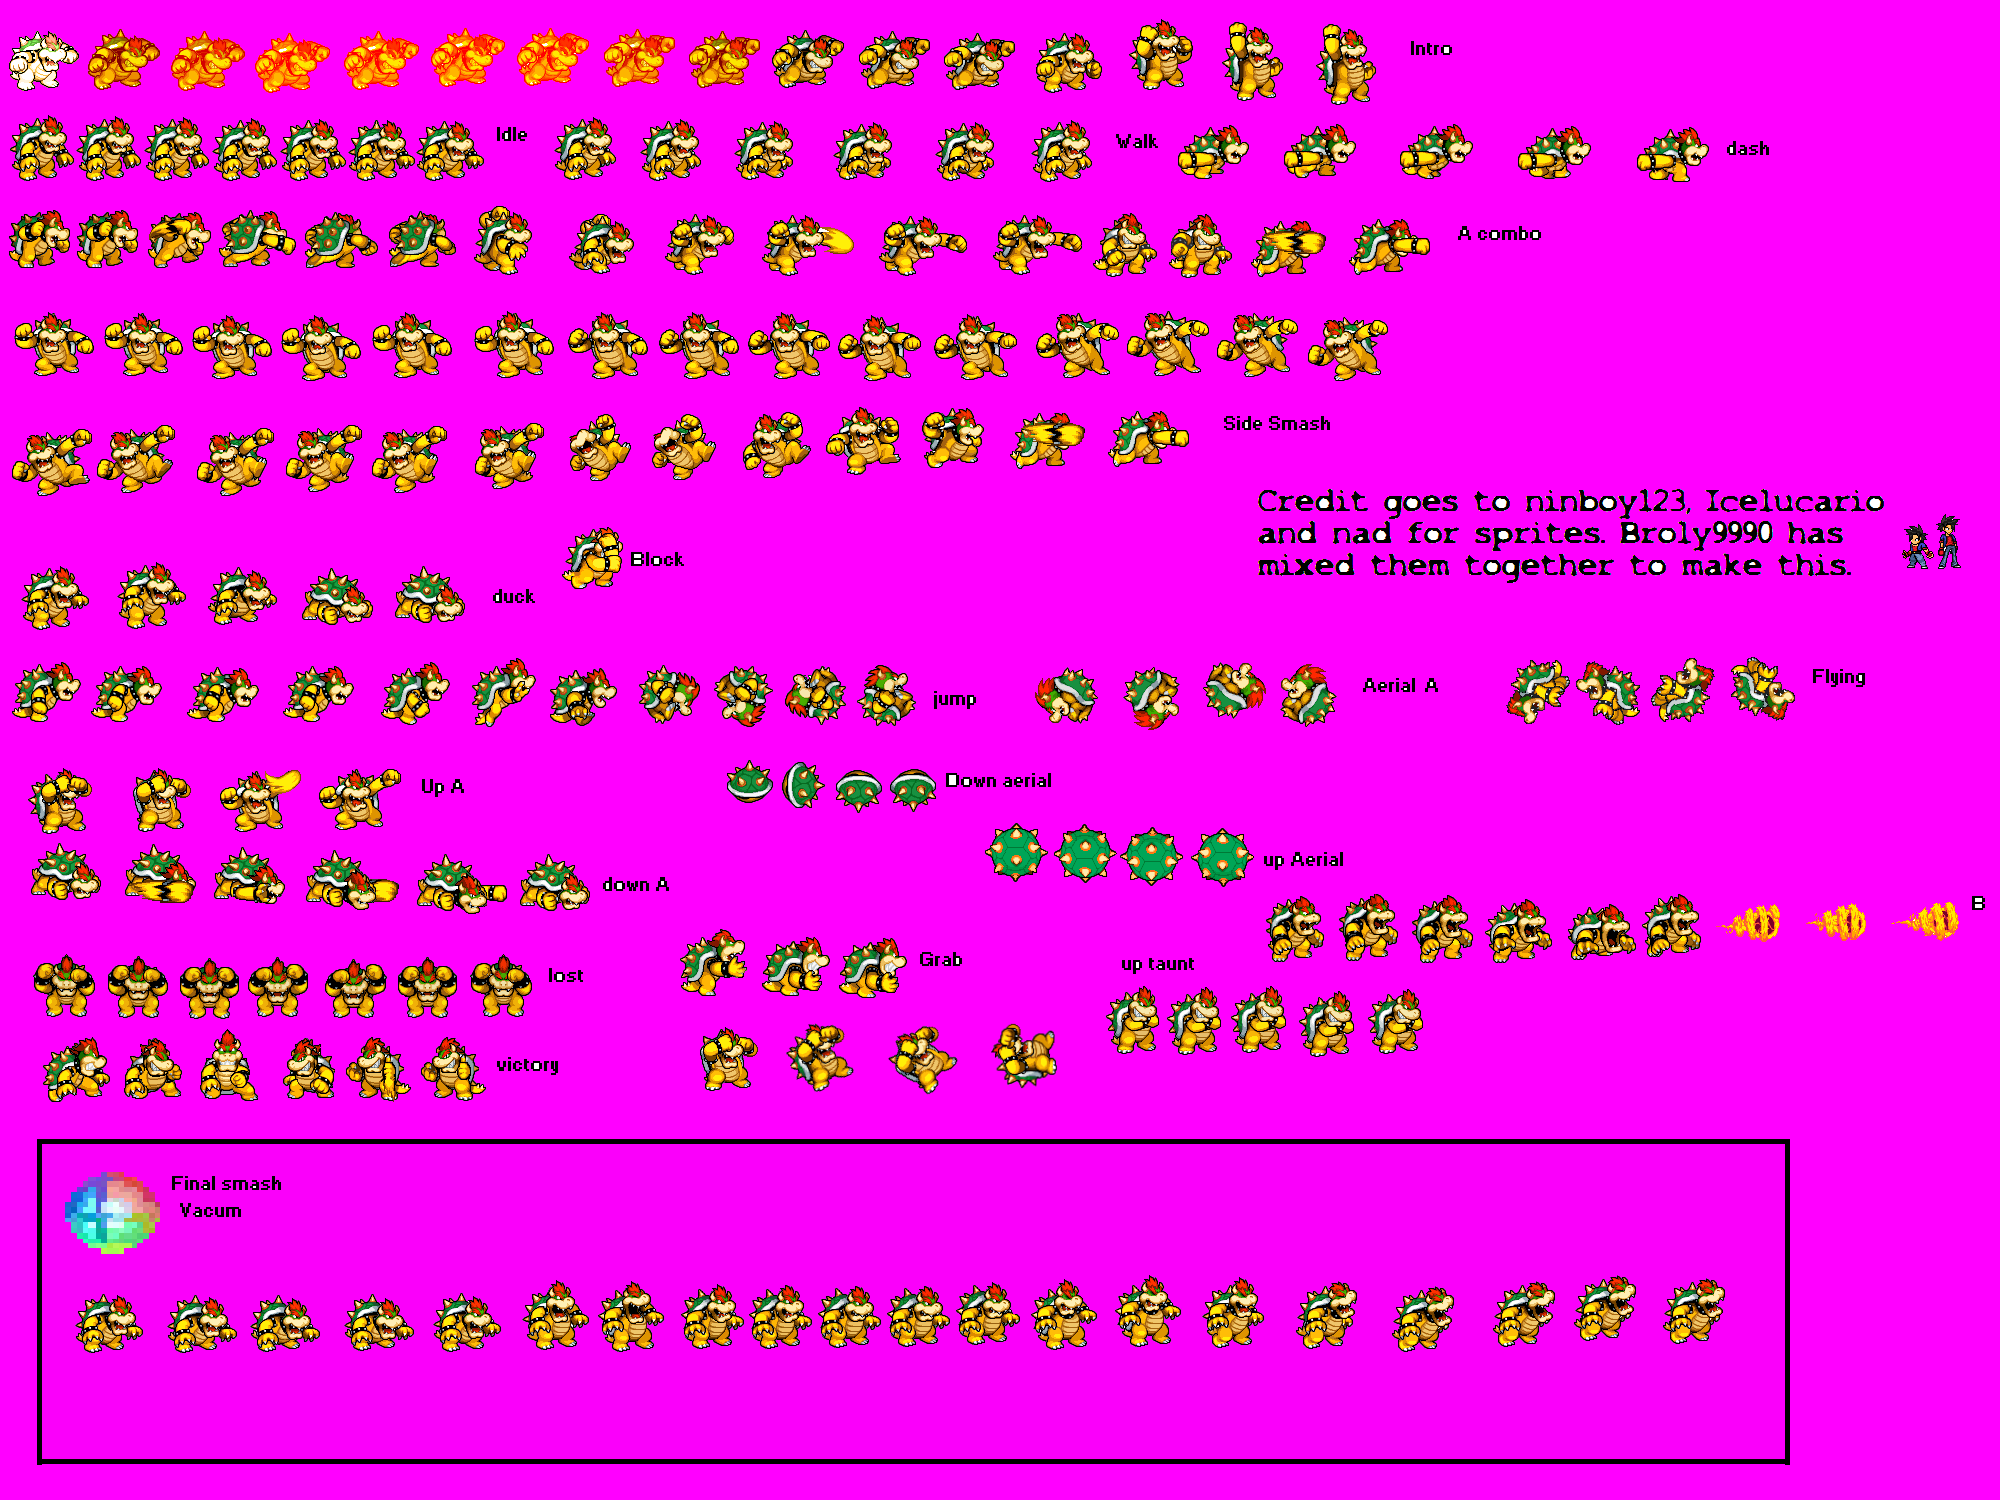 Intro
Idle
Walk
dash
A combo
Side Smash
Credit goes to ninboy123, Icelucario
and nad for sprites. Broly9990 has
mixed them together to make this.
Block
duck
jump
Aerial A
Flying
Up A
Down aerial
up Aerial
down A
B
lost
Grab
up taunt
victory
Final smash
Vacum